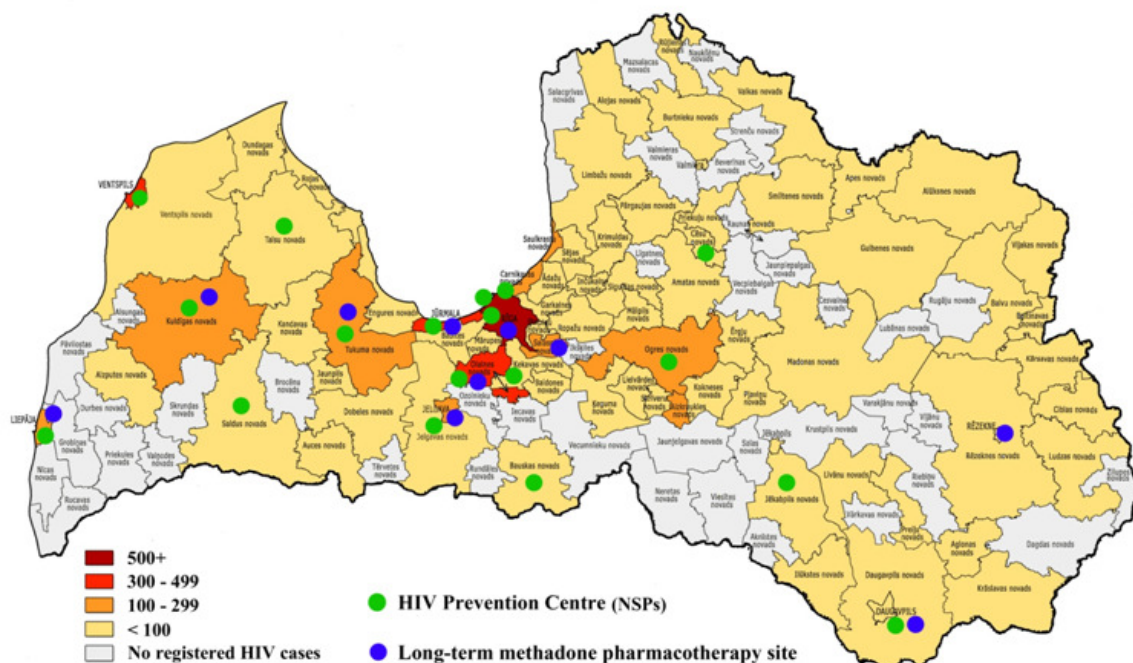 Rūjienas novads
Mazsalacas novads
Naukšēnu novads
Salacgrīvas novads
Alojas novads
Valkas novads
Burtnieku novads
Strenču novads
Valmieras novads
Valmiera
Beverīnas novads
Dundagas novads
Rojas novads
Limbažu novads
Smiltenes novads
Apes novads
Alūksnes novads
VENTSPILS
Ventspils novads
Talsu novads
Pārgaujas novads
Priekuļu novads
Raunas novads
Cēsu novads
Gulbenes novads
Viļakas novads
Saulkrastu novads
Krimuldas novads
Sējas novads
Līgatnes novads
Jaunpiebalgas novads
Vecpiebalgas novads
Amatas novads
Carnikavas novads
Ādažu novads
Inčukalna novads
Siguldas novads
Rugāju novads
Balvu novads
Baltinavas novads
Alsungas novads
Kuldīgas novads
Kandavas novads
Engures novads
JŪRMALA
Garkalnes novads
Mālpils novads
Cesvaines novads
Lubānas novads
Ropažu novads
Ērgļu novads
Pāvilostas novads
Tukuma novads
Babītes novads
Mārupes novads
Ikšķiles novads
Ogres novads
Madonas novads
Kārsavas novads
Aizputes novads
Jaunpils novads
Olaines novads
Ķekavas novads
Baldones novads
Lielvārdes novads
Kokneses novads
Pļaviņu novads
Brocēnu novads
Skrundas novads
Ozolnieku novads
Ķeguma novads
Skrīveru novads
Aizkraukles novads
Varakļānu novads
Viļānu novads
Ciblas novads
LIEPĀJA
Durbes novads
Saldus novads
Dobeles novads
JELGAVA
Jelgavas novads
Iecavas novads
Krustpils novads
RĒZEKNE
Rēzeknes novads
Ludzas novads
Grobiņas novads
Auces novads
Vecumnieku novads
Jaunjelgavas novads
Salas novads
Jēkabpils
Nīcas novads
Priekules novads
Vaiņodes novads
Tērvetes novads
Rundāles novads
Bauskas novads
Līvānu novads
Riebiņu novads
Zilupes novads
Rucavas novads
Neretas novads
Viesītes novads
Jēkabpils novads
Vārkavas novads
Preiļu novads
Aknīstes novads
Aglonas novads
Dagdas novads
Ilūkstes novads
Daugavpils novads
Krāslavas novads
DAUGAVPILS
500+
300 - 499
100 - 299
< 100
No registered HIV cases
HIV Prevention Centre (NSPs)
Long-term methadone pharmacotherapy site